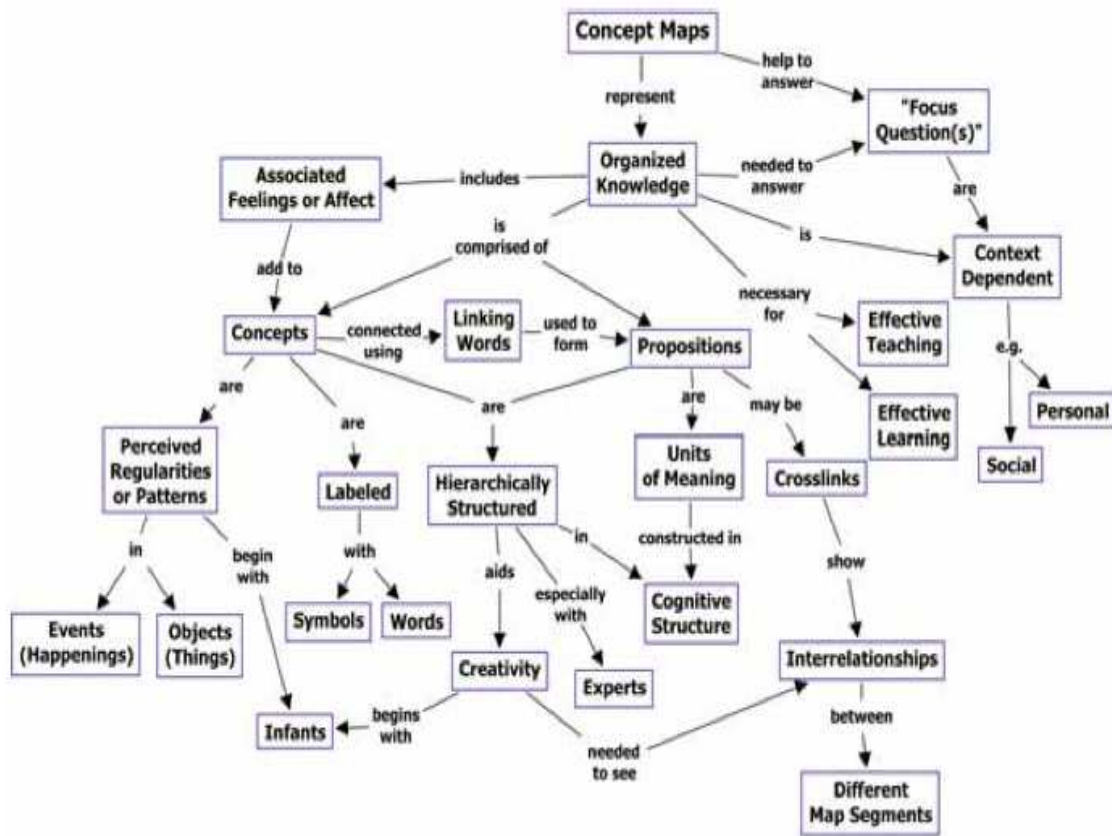 Concept Maps
help to
answer
represent
"Focus
Question(s)"
Organized
Knowledge
needed to
answer
Associated
Feelings or Affect
includes
are
is
comprised of
is
Context
Dependent
add to
necessary
for
Concepts
connected
using
Linking
Words
used to
form
Propositions
Effective
Teaching
e.g.
are
are
are
are
may be
Effective
Learning
Personal
Perceived
Regularities
or Patterns
Labeled
Hierarchically
Structured
Units
of Meaning
Crosslinks
Social
in
begin
with
with
aids
in
constructed in
especially
with
show
Events
(Happenings)
Objects
(Things)
Symbols
Words
Cognitive
Structure
Creativity
Experts
Interrelationships
Infants
begins
with
needed
to see
between
Different
Map Segments